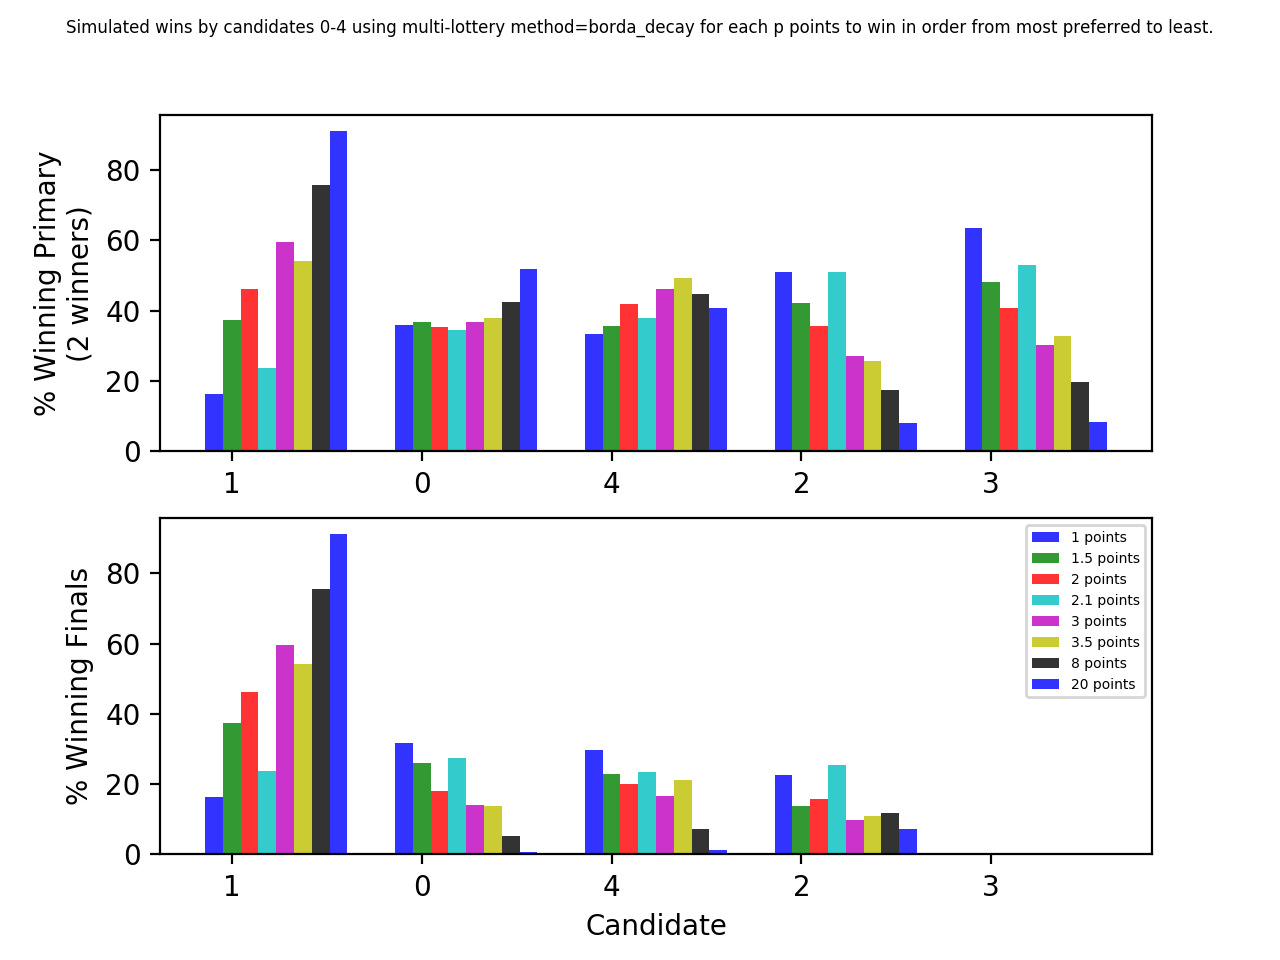 Simulated wins by candidates 0-4 using multi-lottery method=borda_decay for each p points to win in order from most preferred to least.
% Winning Primary
(2 winners)
80
60
40
20
0
1 0 4 2 3
% Winning Finals
80
60
40
20
0
1 points
1.5 points
2 points
2.1 points
3 points
3.5 points
8 points
20 points
1 0 4 2 3
Candidate